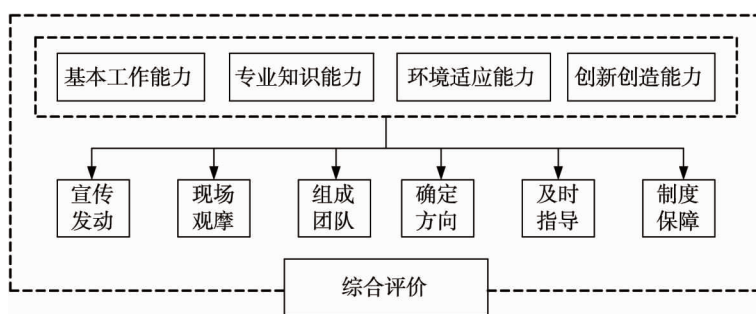 基本工作能力 专业知识能力 环境适应能力 创新创造能力
宣传 现场 组成 确定 及时 制度
发动 观摩 团队 方向 指导 保障
综合评价